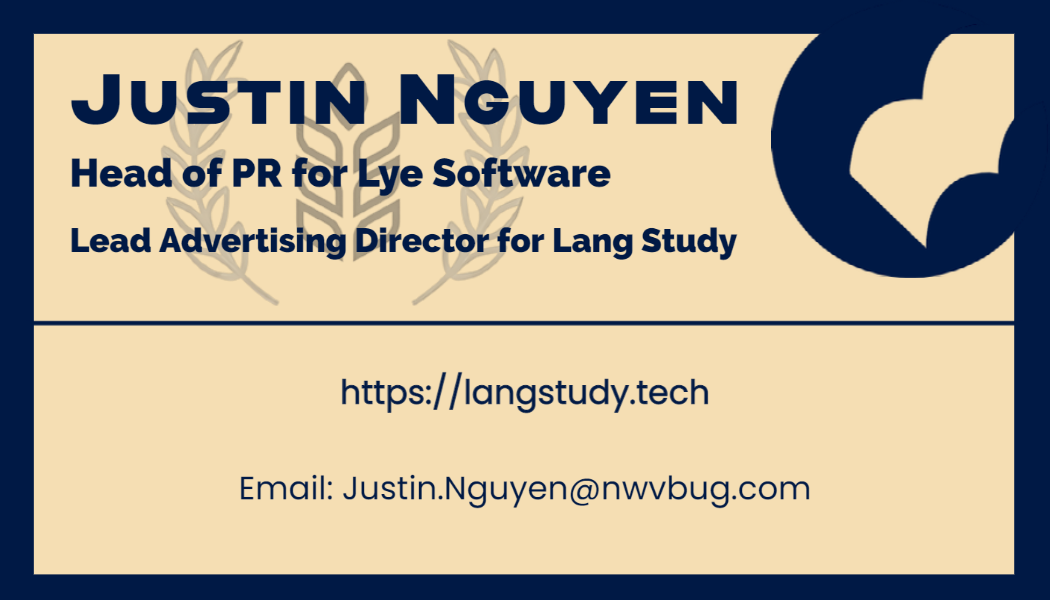 Justin Nguyen
Head of PR for Lye Software
Lead Advertising Director for Lang Study
https://langstudy.tech
Email: Justin.Nguyen@nwvbug.com